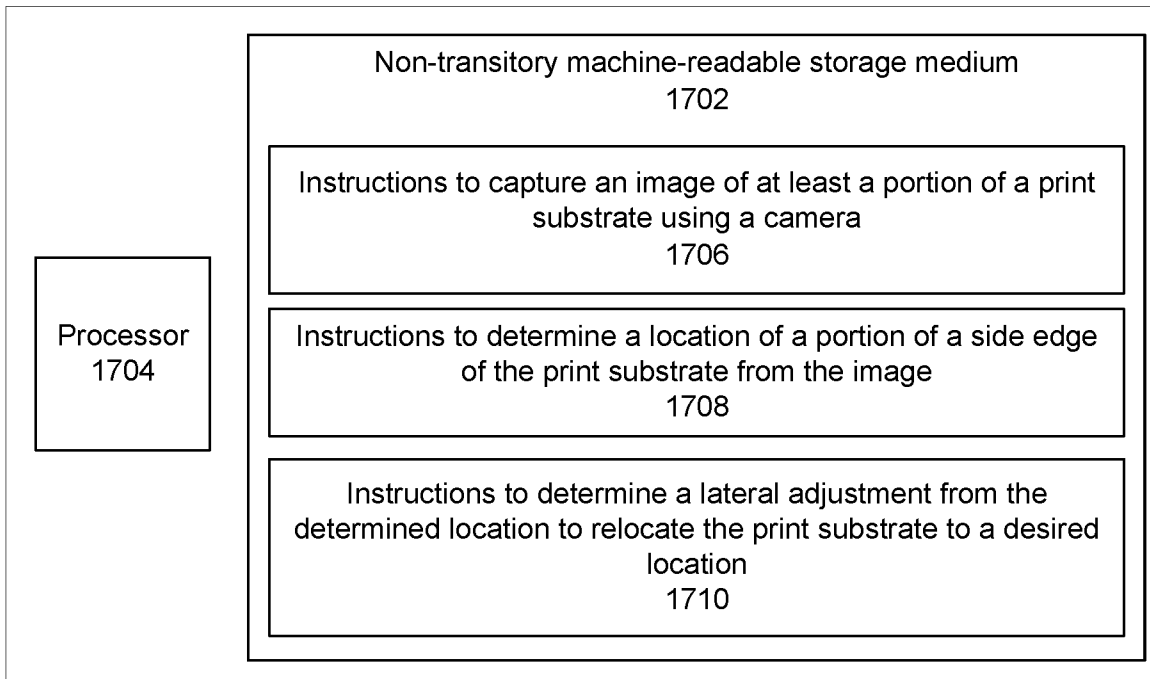 Non-transitory machine-readable storage medium
1702
Instructions to capture an image of at least a portion of a print
substrate using a camera
1706
Processor
1704
Instructions to determine a location of a portion of a side edge
of the print substrate from the image
1708
Instructions to determine a lateral adjustment from the
determined location to relocate the print substrate to a desired
location
1710